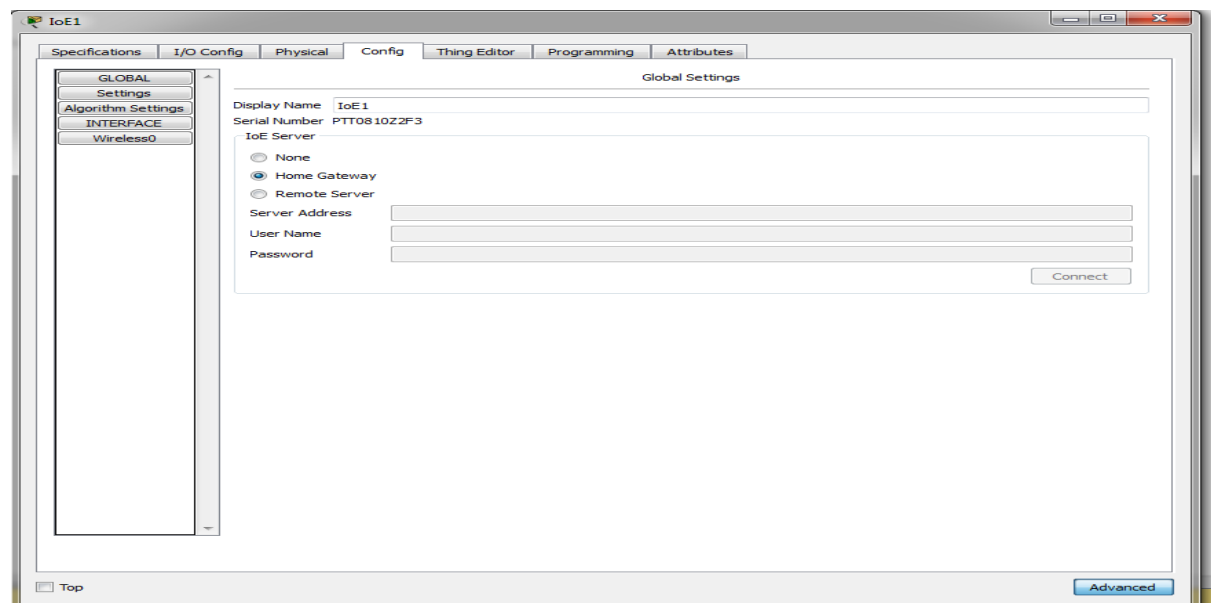 IoE1
Specifications I/O Config Physical Config Thing Editor Programming Attributes
GLOBAL
Settings
Algorithm Settings
INTERFACE
Wireless0
Global Settings
Display Name IoE1
Serial Number PTT0810Z2F3
IoE Server
None
Home Gateway
Remote Server
Server Address
User Name
Password
Connect
Top
Advanced